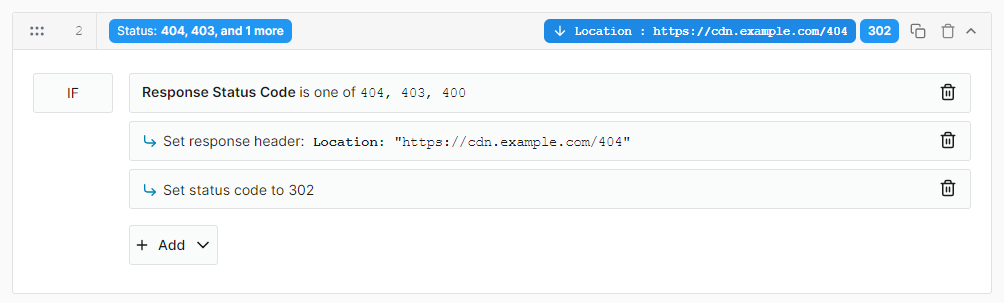 2 Status: 404, 403, and 1 more Location : https://cdn.example.com/404 302
IF Response Status Code is one of 404, 403, 400
Set response header: Location: "https://cdn.example.com/404"
Set status code to 302
Add